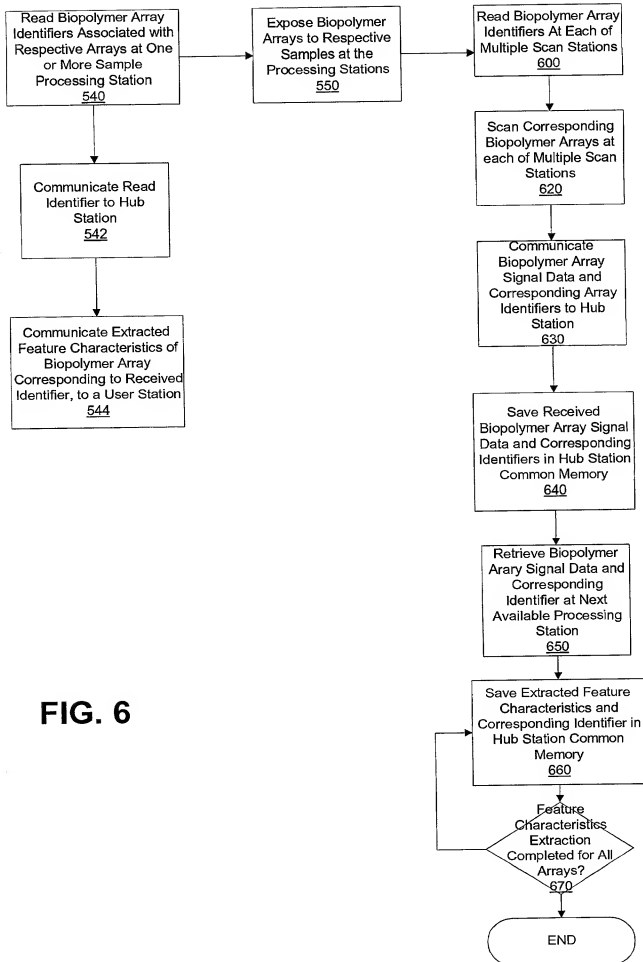 Read Biopolymer Array
Identifiers Associated with
Respective Arrays at One
or More Sample
Processing Station
540
Expose Biopolymer
Arrays to Respective
Samples at the
Processing Stations
550
Read Biopolymer Array
Identifiers At Each of
Multiple Scan Stations
600
Communicate Read
Identifier to Hub
Station
542
Communicate Extracted
Feature Characteristics of
Biopolymer Array
Corresponding to Received
Identifier, to a User Station
544
Scan Corresponding
Biopolymer Arrays at
each of Multiple Scan
Stations
620
Communicate
Biopolymer Array
Signal Data and
Corresponding Array
Identifiers to Hub
Station
630
Save Received
Biopolymer Array Signal
Data and Corresponding
Identifiers in Hub Station
Common Memory
640
Retrieve Biopolymer
Arary Signal Data and
Corresponding
Identifier at Next
Available Processing
Station
650
Save Extracted Feature
Characteristics and
Corresponding Identifier in
Hub Station Common
Memory
660
Feature
Characteristics
Extraction
Completed for All
Arrays?
670
END
FIG. 6